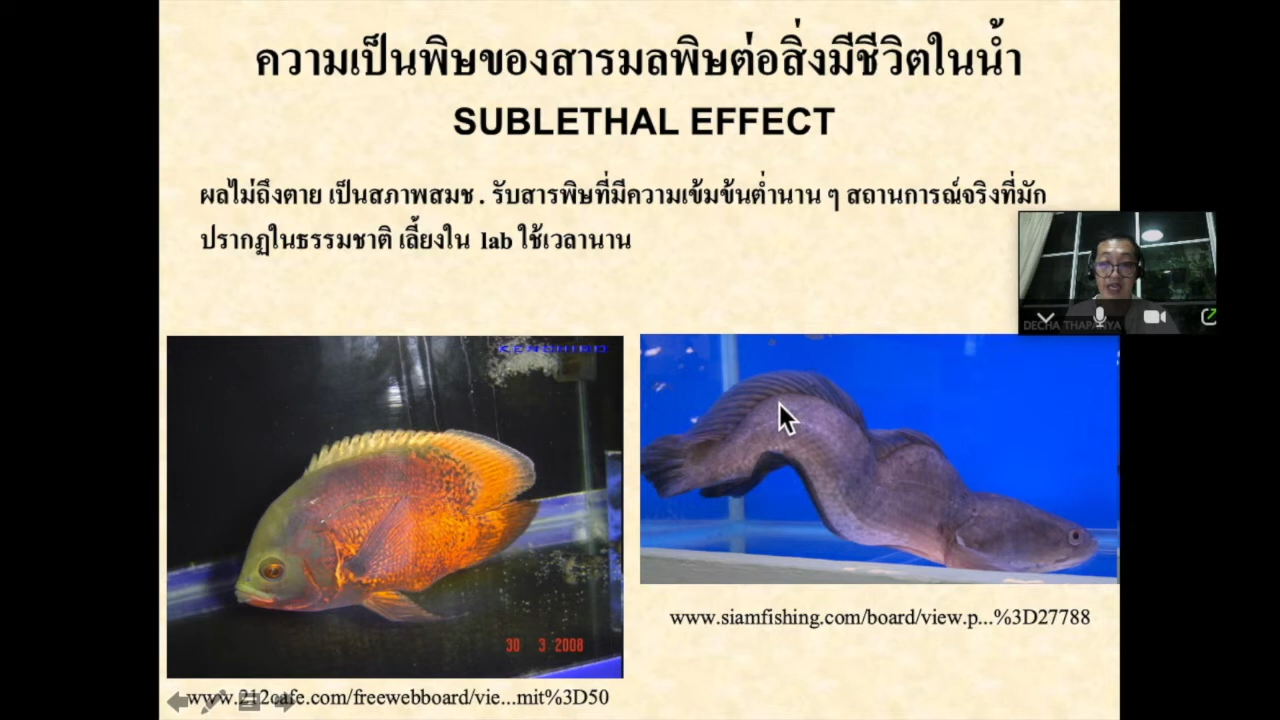 ความเป็นพิษของสารมลพิษต่อสิ่งมีชีวิตในน้ำ
SUBLETHAL EFFECT
ผลไม่ถึงตาย เป็นสภาพสมช . รับสารพิษที่มีความเข้มข้นต่ำนาน ๆ สถานการณ์จริงที่มัก
ปรากฏในธรรมชาติ เลี้ยงใน lab ใช้เวลานาน
DECHA THAPANYA
KENGHIRO
30 3 2008
www.siamfishing.com/board/view.p...%3D27788
www.212cafe.com/freewebboard/vie...mit%3D50